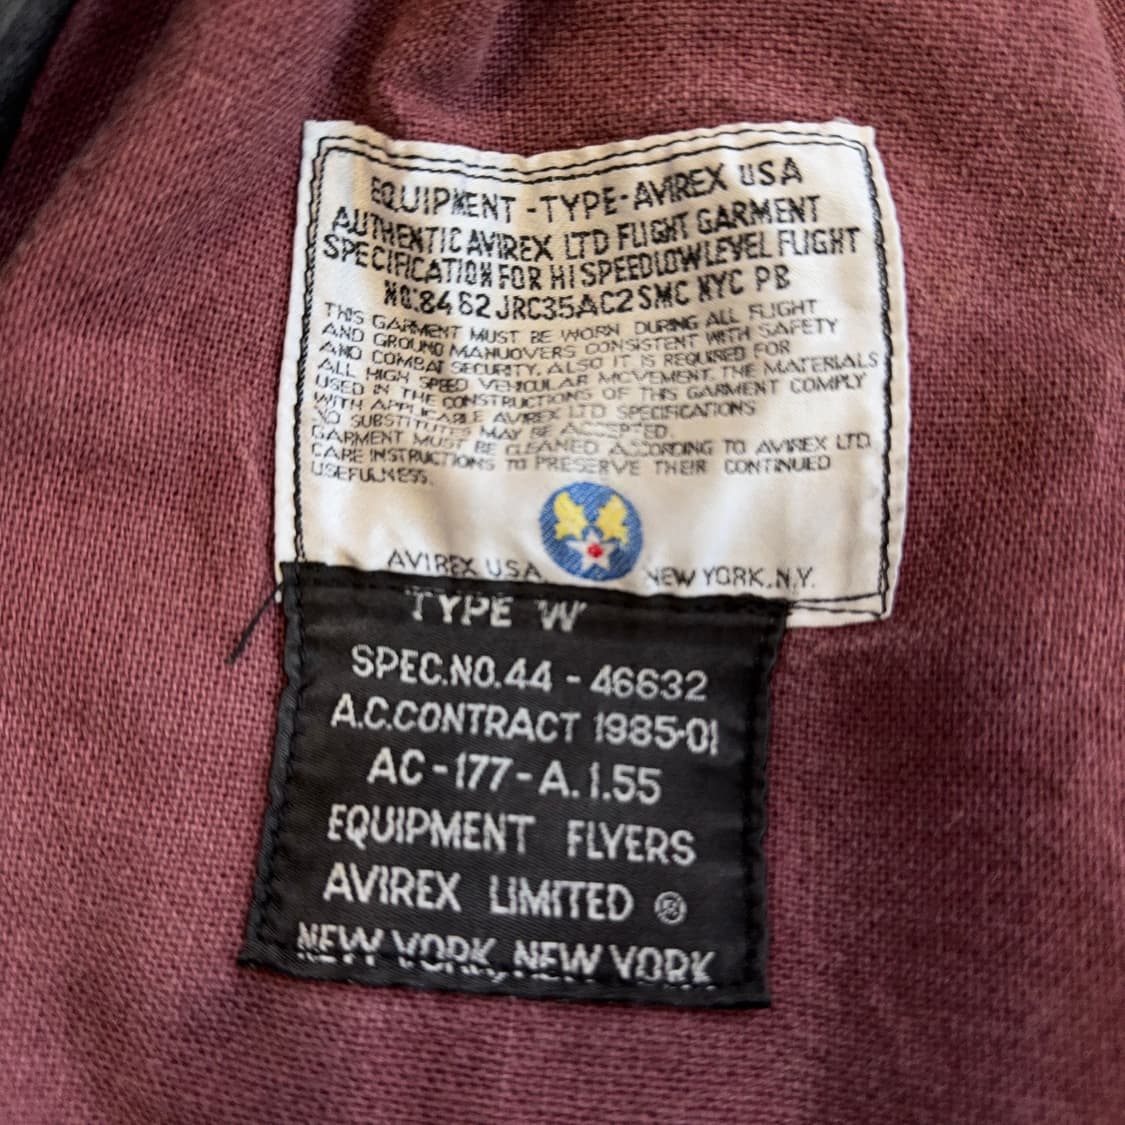 EQUIPMENT - TYPE - AVIREX USA
AUTHENTIC AVIREX LTD FLIGHT GARMENT
SPECIFICATION FOR HI SPEED LOW LEVEL FLIGHT
NO:8462 JRC35AC2 SMC NYC PB
THIS GARMENT MUST BE WORN DURING ALL FLIGHT
AND GROUND MANUOVERS CONSISTENT WITH SAFETY
AND COMBAT SECURITY. ALSO IT IS REQUIRED FOR
ALL HIGH SPEED VEHICULAR MOVEMENT. THE MATERIALS
USED IN THE CONSTRUCTIONS OF THIS GARMENT COMPLY
WITH APPLICABLE AVIREX LTD SPECIFICATIONS
NO SUBSTITUTES MAY BE ACCEPTED.
GARMENT MUST BE CLEANED ACCORDING TO AVIREX LTD.
CARE INSTRUCTIONS TO PRESERVE THEIR CONTINUED
USEFULNESS.
AVIREX USA NEW YORK, N.Y.
TYPE W
SPEC.NO. 44 - 46632
A.C.CONTRACT 1985-01
AC - 177 - A. 1.55
EQUIPMENT FLYERS
AVIREX LIMITED ®
NEW YORK, NEW YORK